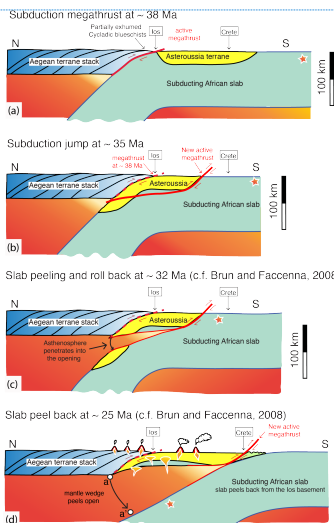 Subduction megathrust at ~ 38 Ma
Partially exhumed
Cycladic blueschists
Ios
active
megathrust
Crete
N
S
Aegean terrane stack
Asteroussia terrane
Subducting African slab
100 km
(a)
Subduction jump at ~ 35 Ma
megathrust
at ~ 38 Ma
Ios
New active
megathrust
Crete
N
S
Aegean terrane stack
Asteroussia
Subducting African slab
100 km
(b)
Slab peeling and roll back at ~ 32 Ma (c.f. Brun and Faccenna, 2008
Ios
Crete
N
S
Aegean terrane stack
Asteroussia
Asthenosphere
penetrates into the
opening
Subducting African slab
100 km
(c)
Slab peel back at ~ 25 Ma (c.f. Brun and Faccenna, 2008)
New active
megathrust
N
Ios
Crete
S
Aegean terrane stack
a
mantle wedge
peels open
a'
Subducting African slab
slab peels back from the Ios basement
(d)